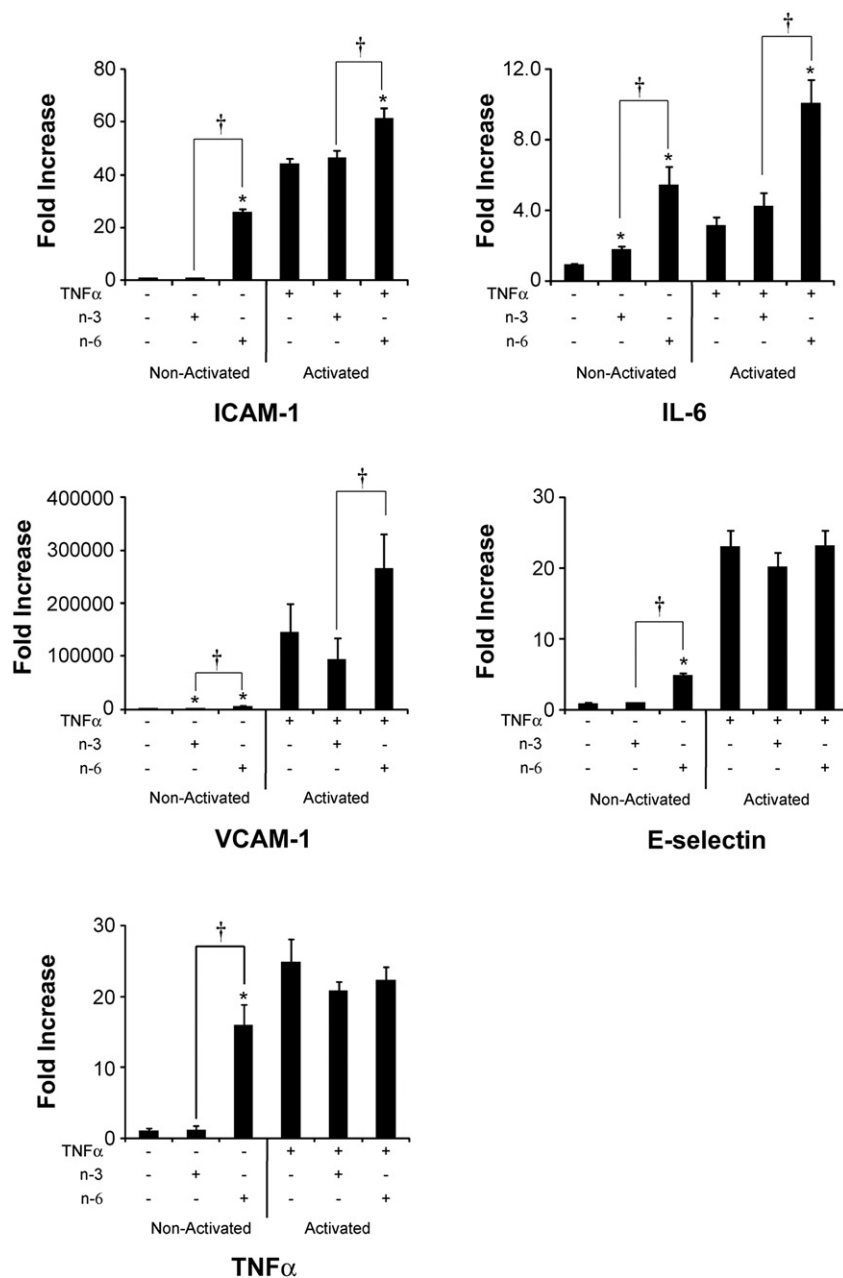 †
†
80
60
40
20
0
Fold Increase
*
*
TNFα - - - + + +
n-3 - + - - + -
n-6 - - + - - +
Non-Activated Activated
ICAM-1
†
†
12.0
8.0
4.0
0
Fold Increase
*
*
*
TNFα - - - + + +
n-3 - + - - + -
n-6 - - + - - +
Non-Activated Activated
IL-6
†
†
400000
300000
200000
100000
0
Fold Increase
* *
TNFα - - - + + +
n-3 - + - - + -
n-6 - - + - - +
Non-Activated Activated
VCAM-1
†
30
20
10
0
Fold Increase
*
TNFα - - - + + +
n-3 - + - - + -
n-6 - - + - - +
Non-Activated Activated
E-selectin
†
30
20
10
0
Fold Increase
*
TNFα - - - + + +
n-3 - + - - + -
n-6 - - + - - +
Non-Activated Activated
TNFα